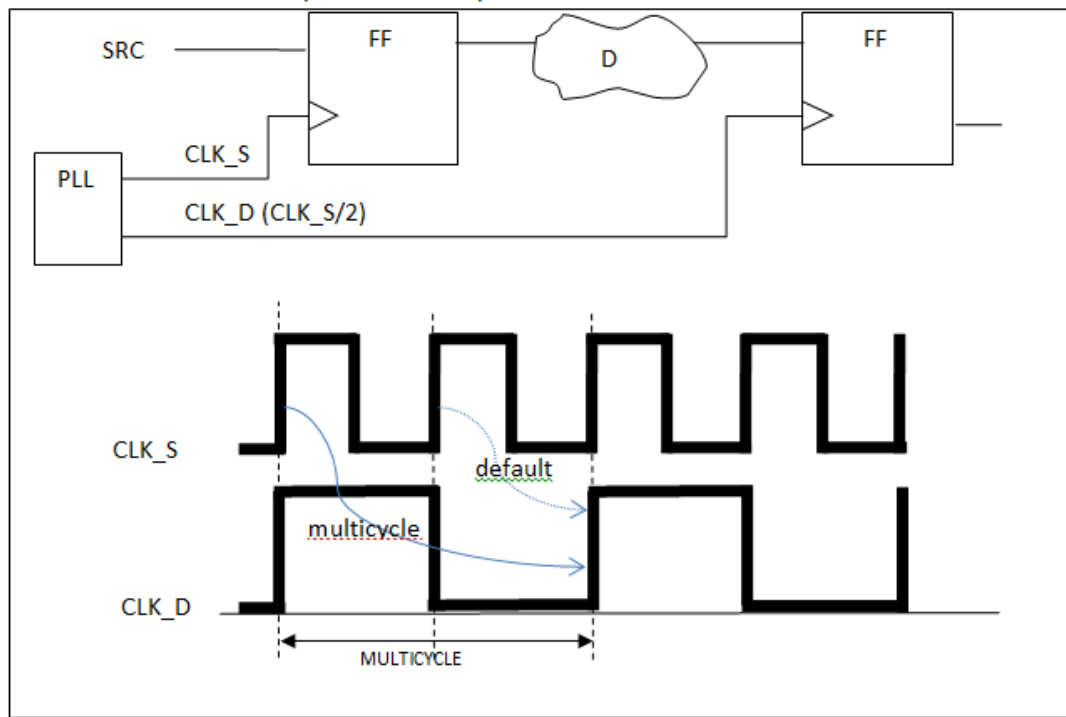 FF
FF
SRC
D
CLK_S
PLL
CLK_D (CLK_S/2)
CLK_S
default
multicycle
CLK_D
MULTICYCLE